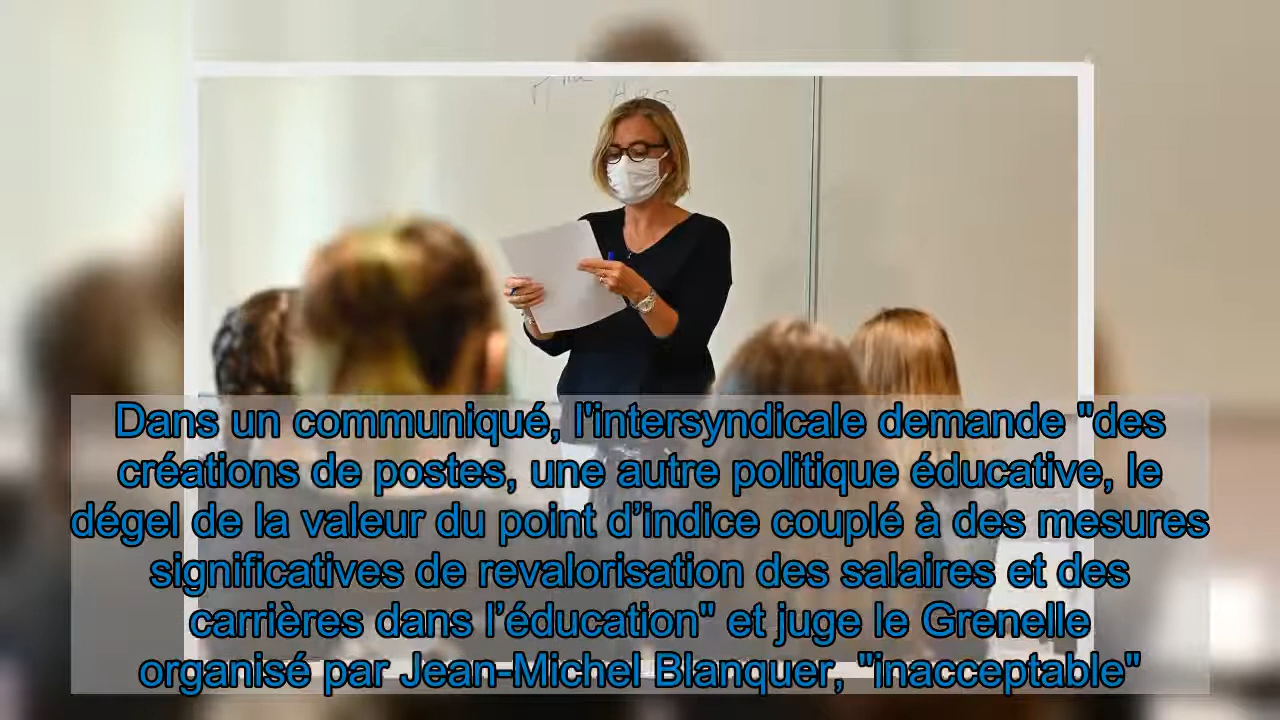 Dans un communiqué, l'intersyndicale demande "des
créations de postes, une autre politique éducative, le
dégel de la valeur du point d’indice couplé à des mesures
significatives de revalorisation des salaires et des
carrières dans l’éducation" et juge le Grenelle
organisé par Jean-Michel Blanquer, "inacceptable"